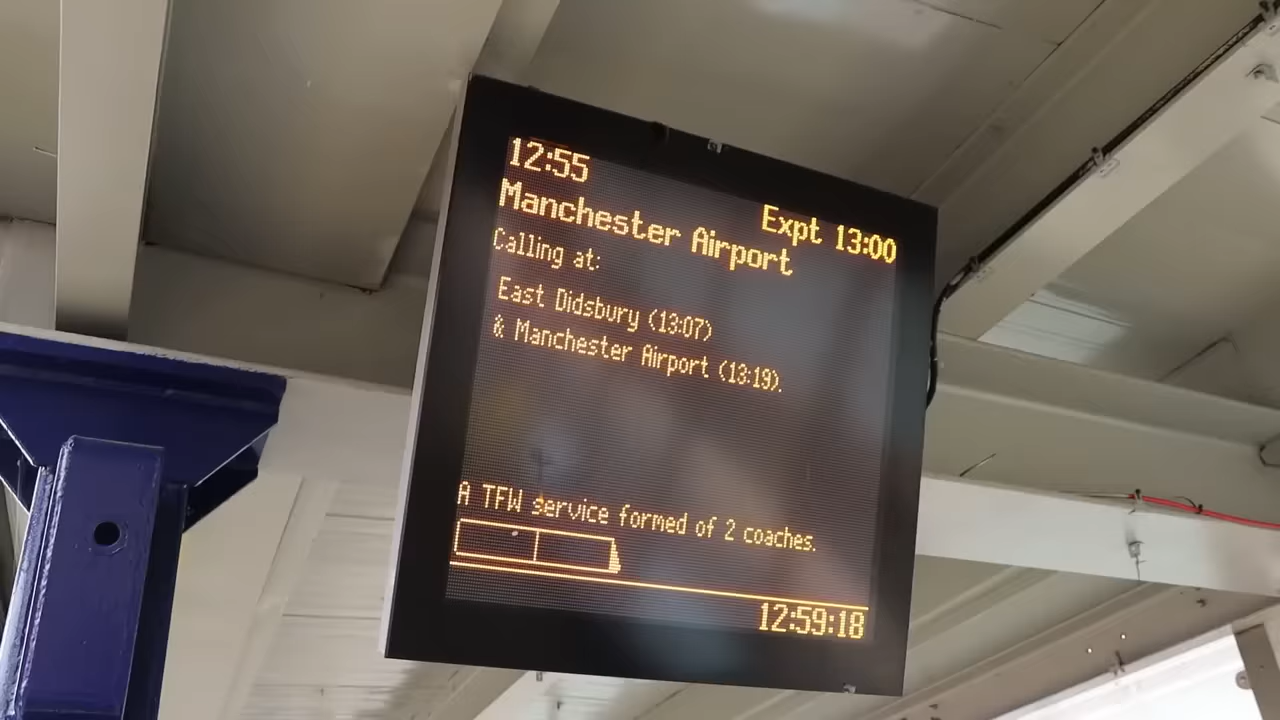 12:55
Expt 13:00
Manchester Airport
Calling at:
East Didsbury (13:07)
& Manchester Airport (13:19).
A TFW service formed of 2 coaches.
12:59:18